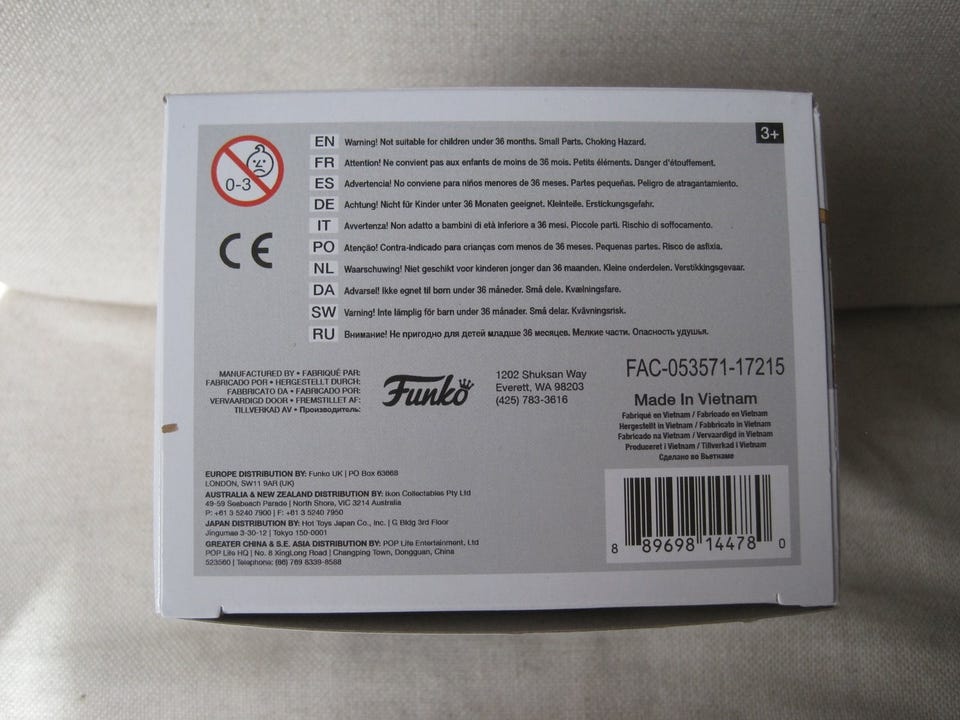 0-3
CE
EN Warning! Not suitable for children under 36 months. Small Parts. Choking Hazard.
FR Attention! Ne convient pas aux enfants de moins de 36 mois. Petits éléments. Danger d'étouffement.
ES Advertencia! No conviene para niños menores de 36 meses. Partes pequeñas. Peligro de atragantamiento.
DE Achtung! Nicht für Kinder unter 36 Monaten geeignet. Kleinteile. Erstickungsgefahr.
IT Avvertenza! Non adatto a bambini di età inferiore a 36 mesi. Piccole parti. Rischio di soffocamento.
PO Atenção! Contra-indicado para crianças com menos de 36 meses. Pequenas partes. Risco de asfixia.
NL Waarschuwing! Niet geschikt voor kinderen jonger dan 36 maanden. Kleine onderdelen. Verstikkingsgevaar.
DA Advarsel! Ikke egnet til børn under 36 måneder. Små dele. Kvælningsfare.
SW Varning! Inte lämplig för barn under 36 månader. Små delar. Kvävningsrisk.
RU Внимание! Не пригодно для детей младше 36 месяцев. Мелкие части. Опасность удушья.
3+
MANUFACTURED BY • FABRIQUÉ PAR:
FABRICADO POR • HERGESTELLT DURCH:
FABBRICATO DA • FABRICADO POR:
VERVAARDIGD DOOR • FREMSTILLET AF:
TILLVERKAD AV • Производитель:
Funko
1202 Shuksan Way
Everett, WA 98203
(425) 783-3616
FAC-053571-17215
Made In Vietnam
Fabriqué en Vietnam / Fabricado en Vietnam
Hergestellt in Vietnam / Fabbricato in Vietnam
Fabricado na Vietnam / Vervaardigd in Vietnam
Produceret i Vietnam / Tillverkad i Vietnam
Сделано во Вьетнаме
EUROPE DISTRIBUTION BY: Funko UK | PO Box 63668
LONDON, SW11 9AR (UK)
AUSTRALIA & NEW ZEALAND DISTRIBUTION BY: Ikon Collectables Pty Ltd
49-59 Seabeach Parade | North Shore, VIC 3214 Australia
P: +61 3 5240 7900 | F: +61 3 5240 7950
JAPAN DISTRIBUTION BY: Hot Toys Japan Co., Inc. | G Bldg 3rd Floor
Jingumae 3-30-12 | Tokyo 150-0001
GREATER CHINA & S.E. ASIA DISTRIBUTION BY: POP Life Entertainment, Ltd
POP Life HQ | No. 8 XingLong Road | Changping Town, Dongguan, China
523560 | Telephone: (86) 769 8339-8588
8 89698 14478 0